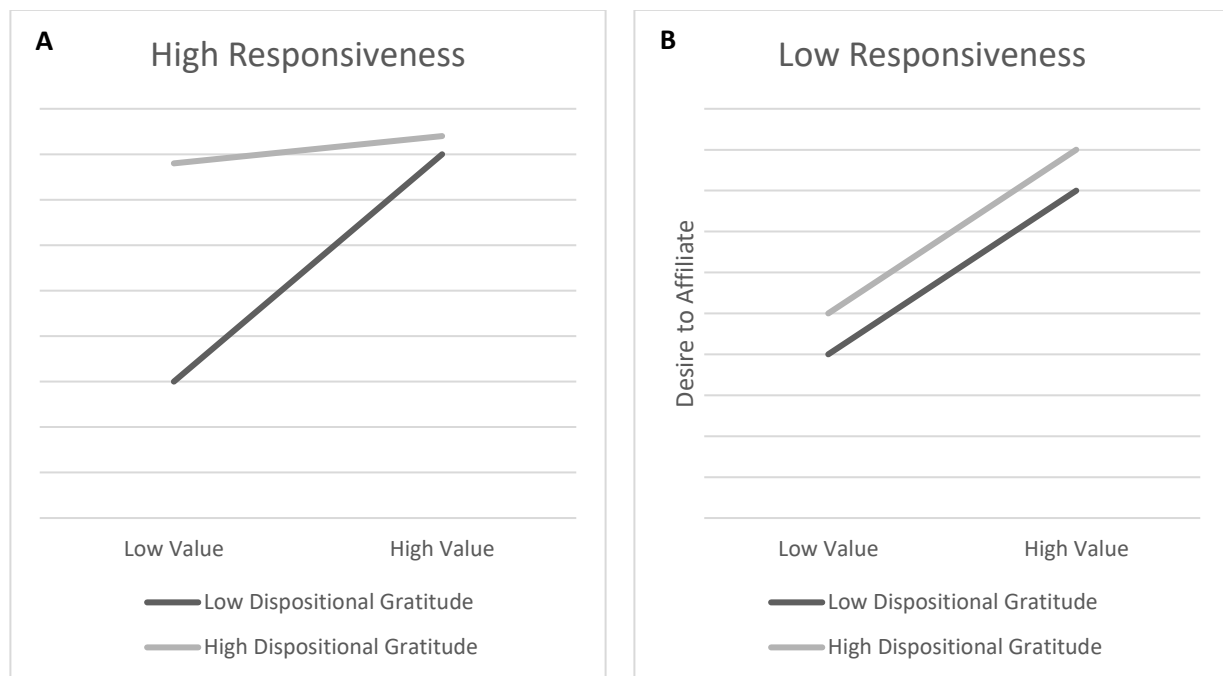 A
High Responsiveness
Low Value
High Value
Low Dispositional Gratitude
High Dispositional Gratitude
B
Low Responsiveness
Desire to Affiliate
Low Value
High Value
Low Dispositional Gratitude
High Dispositional Gratitude